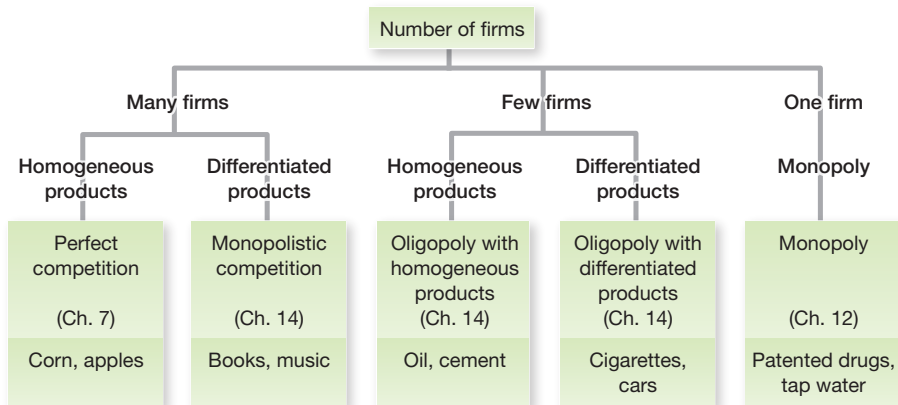 Number of firms
Many firms
Few firms
One firm
Homogeneous
products
Differentiated
products
Homogeneous
products
Differentiated
products
Monopoly
Perfect
competition
(Ch. 7)
Monopolistic
competition
(Ch. 14)
Oligopoly with
homogeneous
products
(Ch. 14)
Oligopoly with
differentiated
products
(Ch. 14)
Monopoly
(Ch. 12)
Corn, apples
Books, music
Oil, cement
Cigarettes,
cars
Patented drugs,
tap water